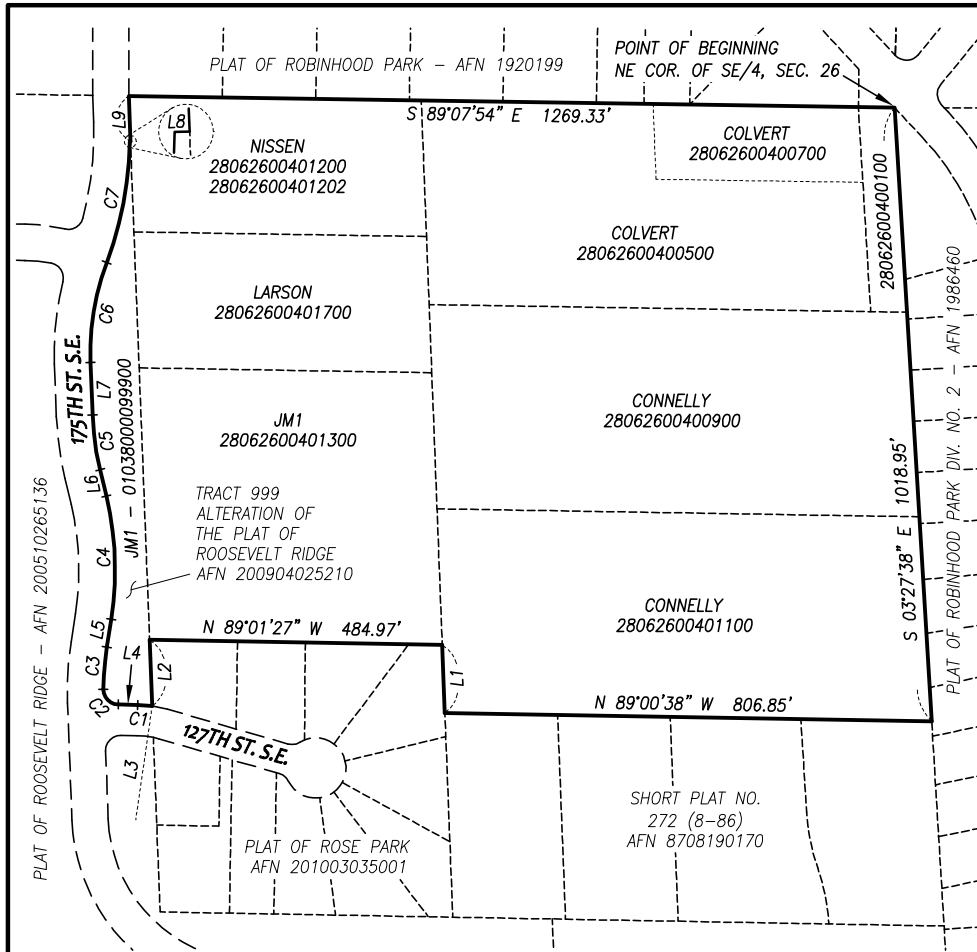 PLAT OF ROBINHOOD PARK - AFN 1920199
POINT OF BEGINNING
NE COR. OF SE/4, SEC. 26
S 89°07'54" E 1269.33'
L9
L8
NISSEN
28062600401200
28062600401202
COLVERT
28062600400700
28062600400100
C7
COLVERT
28062600400500
LARSON
28062600401700
C6
175TH ST. S.E.
L7
JM1 - 01038000099900
CONNELLY
28062600400900
JM1
28062600401300
C5
L6
S 03°27'38" E 1018.95'
PLAT OF ROBINHOOD PARK DIV. NO. 2 - AFN 1986460
PLAT OF ROOSEVELT RIDGE - AFN 200510265136
TRACT 999
ALTERATION OF
THE PLAT OF
ROOSEVELT RIDGE
AFN 200904025210
C4
CONNELLY
28062600401100
L5
N 89°01'27" W 484.97'
L4
C3
L2
L1
C2
C1
N 89°00'38" W 806.85'
127TH ST. S.E.
L3
SHORT PLAT NO.
272 (8-86)
AFN 8708190170
PLAT OF ROSE PARK
AFN 201003035001